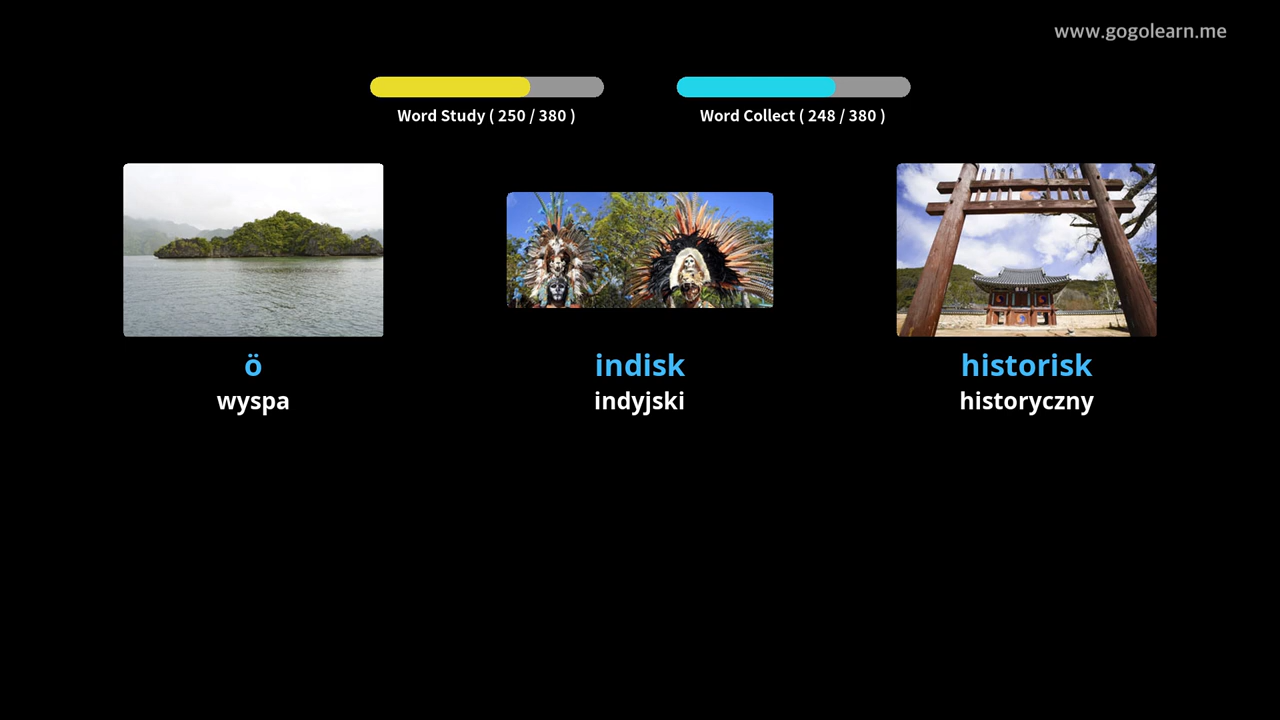 www.gogolearn.me
Word Study ( 250 / 380 )
Word Collect ( 248 / 380 )
ö
wyspa
indisk
indyjski
historisk
historyczny